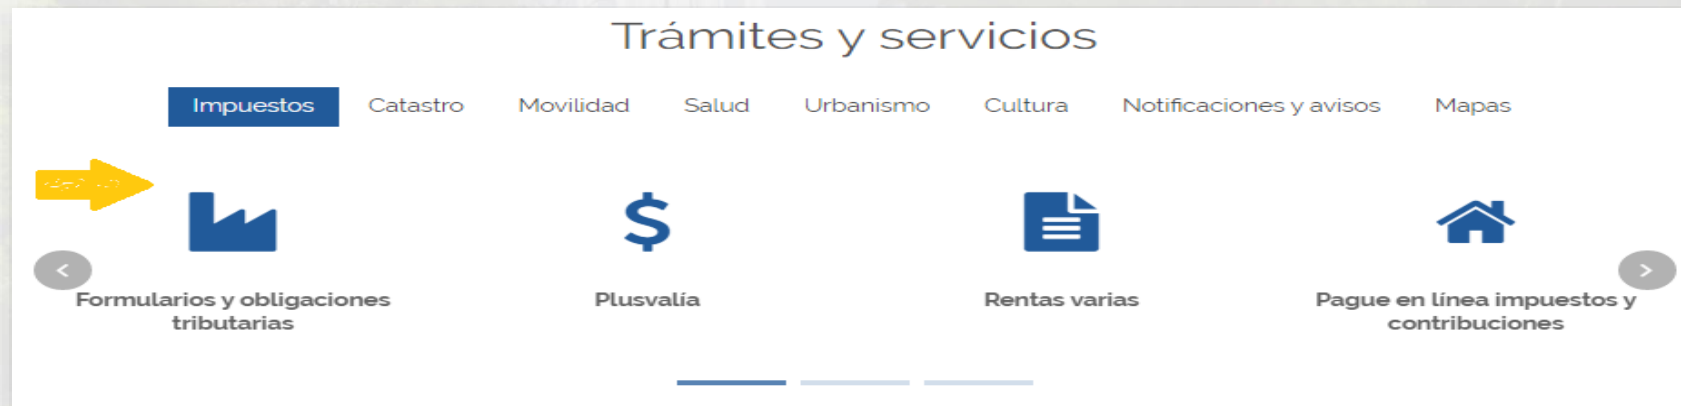 Trámites y servicios
Impuestos Catastro Movilidad Salud Urbanismo Cultura Notificaciones y avisos Mapas
Formularios y obligaciones tributarias
Plusvalía
Rentas varias
Pague en línea impuestos y contribuciones